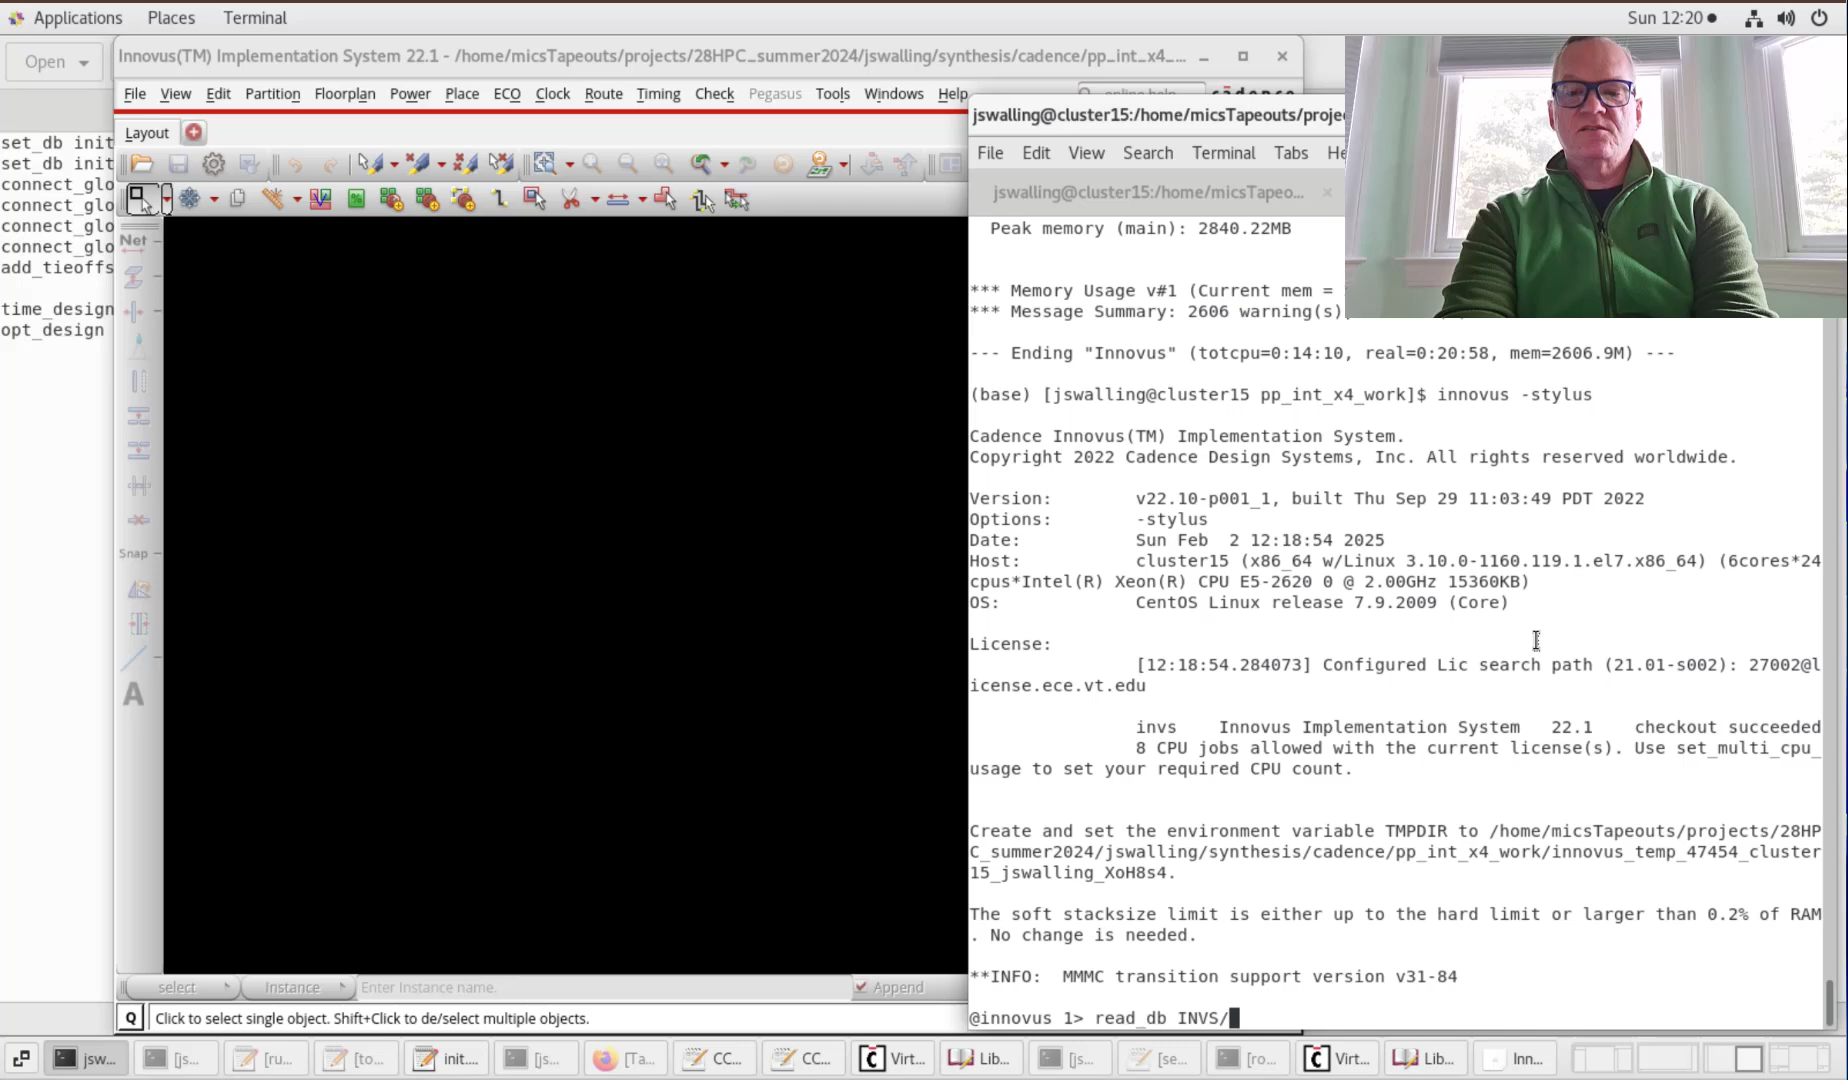 Applications Places Terminal Sun 12:20
Open
Innovus(TM) Implementation System 22.1 - /home/micsTapeouts/projects/28HPC_summer2024/jswalling/synthesis/cadence/pp_int_x4_...
File View Edit Partition Floorplan Power Place ECO Clock Route Timing Check Pegasus Tools Windows Help
Layout
set_db init
set_db init
connect_glo
connect_glo
connect_glo
connect_glo
add_tieoffs
time_design
opt_design
Net
Snap
A
select Instance Enter Instance name. Append
Q Click to select single object. Shift+Click to de/select multiple objects.
jswalling@cluster15:/home/micsTapeouts/projec
File Edit View Search Terminal Tabs He
jswalling@cluster15:/home/micsTapeo...
Peak memory (main): 2840.22MB
*** Memory Usage v#1 (Current mem =
*** Message Summary: 2606 warning(s)
--- Ending "Innovus" (totcpu=0:14:10, real=0:20:58, mem=2606.9M) ---
(base) [jswalling@cluster15 pp_int_x4_work]$ innovus -stylus
Cadence Innovus(TM) Implementation System.
Copyright 2022 Cadence Design Systems, Inc. All rights reserved worldwide.
Version: v22.10-p001_1, built Thu Sep 29 11:03:49 PDT 2022
Options: -stylus
Date: Sun Feb  2 12:18:54 2025
Host: cluster15 (x86_64 w/Linux 3.10.0-1160.119.1.el7.x86_64) (6cores*24
cpus*Intel(R) Xeon(R) CPU E5-2620 0 @ 2.00GHz 15360KB)
OS: CentOS Linux release 7.9.2009 (Core)
License:
[12:18:54.284073] Configured Lic search path (21.01-s002): 27002@l
icense.ece.vt.edu
invs Innovus Implementation System 22.1 checkout succeeded
8 CPU jobs allowed with the current license(s). Use set_multi_cpu_
usage to set your required CPU count.
Create and set the environment variable TMPDIR to /home/micsTapeouts/projects/28HP
C_summer2024/jswalling/synthesis/cadence/pp_int_x4_work/innovus_temp_47454_cluster
15_jswalling_XoH8s4.
The soft stacksize limit is either up to the hard limit or larger than 0.2% of RAM
. No change is needed.
**INFO:  MMMC transition support version v31-84
@innovus 1> read_db INVS/
jsw... [js... [ru... [to... init.... [js... [Ta... CC... CC... Virt... Lib... [js... [se... [ro... Virt... Lib... Inn...